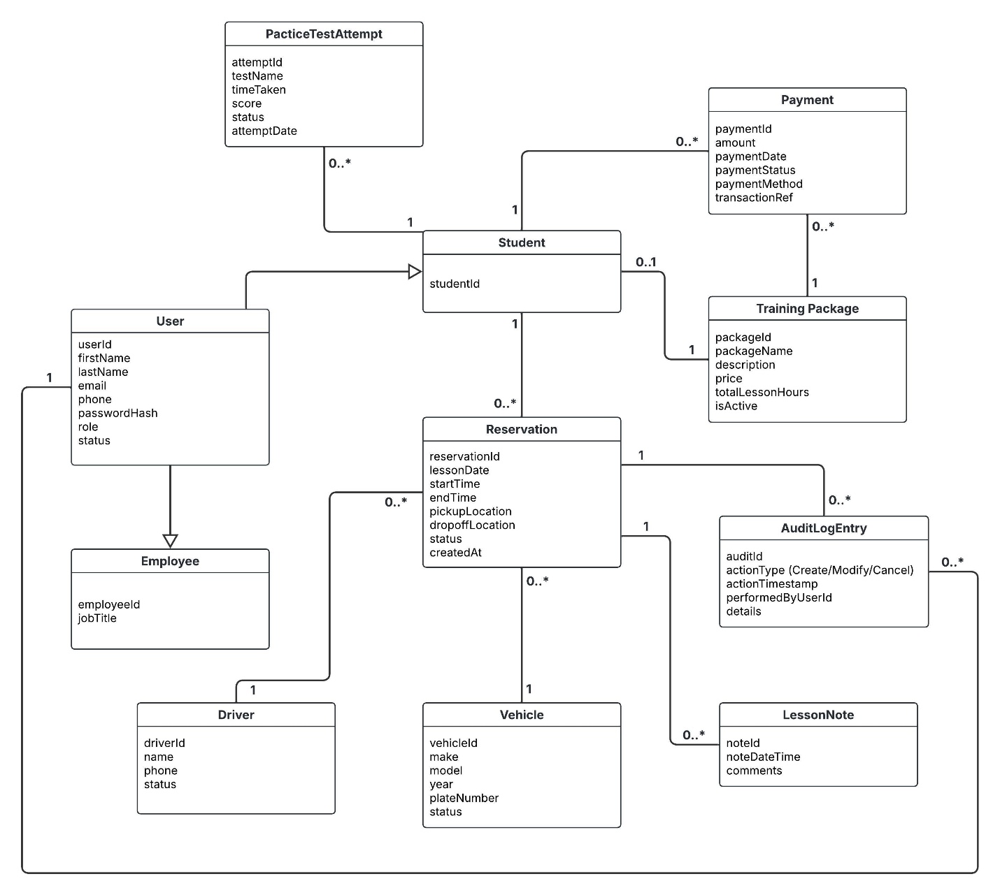 PacticeTestAttempt
attemptId
testName
timeTaken
score
status
attemptDate
0..*
1
Payment
paymentId
amount
paymentDate
paymentStatus
paymentMethod
transactionRef
0..*
1
0..*
1
Student
studentId
0..1
1
Training Package
packageId
packageName
description
price
totalLessonHours
isActive
User
userId
firstName
lastName
email
phone
passwordHash
role
status
1
1
0..*
Reservation
reservationId
lessonDate
startTime
endTime
pickupLocation
dropoffLocation
status
createdAt
1
0..*
1
0..*
0..*
AuditLogEntry
auditId
actionType (Create/Modify/Cancel)
actionTimestamp
performedByUserId
details
0..*
Employee
employeeId
jobTitle
1
Driver
driverId
name
phone
status
1
Vehicle
vehicleId
make
model
year
plateNumber
status
0..*
LessonNote
noteId
noteDateTime
comments